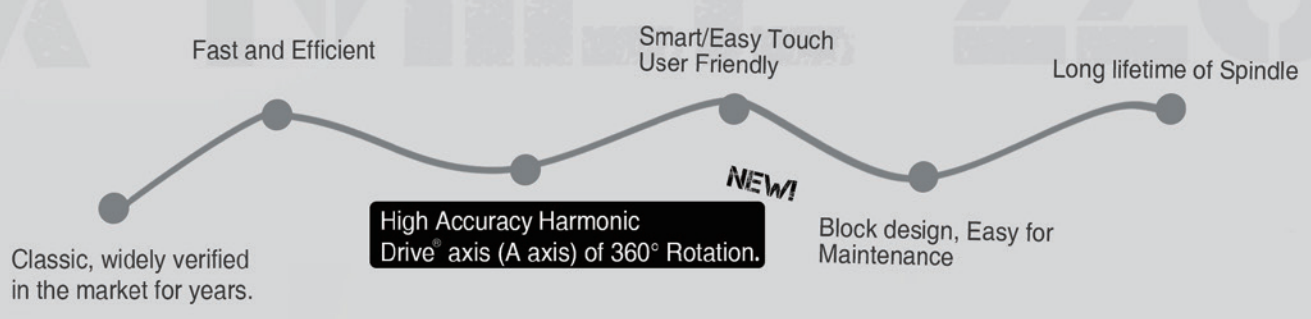 Fast and Efficient
Smart/Easy Touch
User Friendly
Long lifetime of Spindle
NEW!
High Accuracy Harmonic
Drive® axis (A axis) of 360° Rotation.
Block design, Easy for
Maintenance
Classic, widely verified
in the market for years.